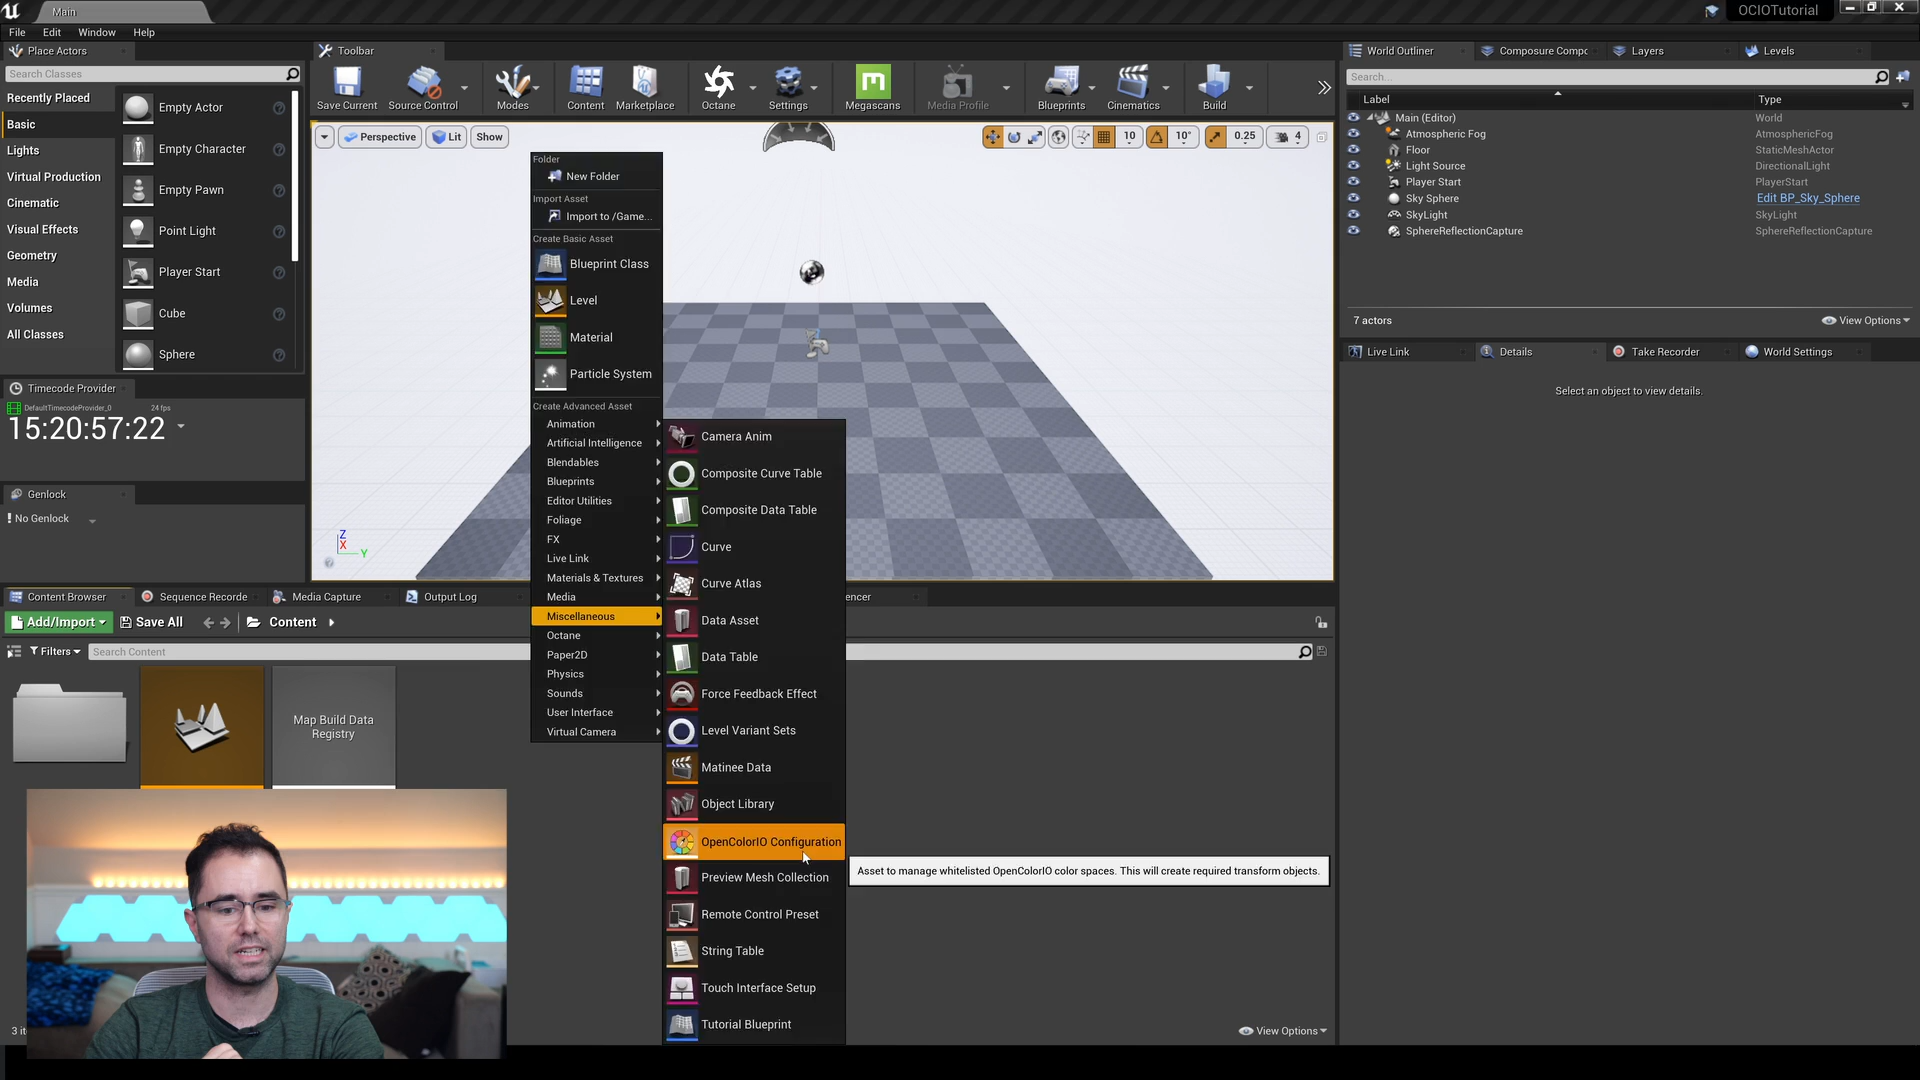 Main
OCIOTutorial
File Edit Window Help
Place Actors
Search Classes
Recently Placed
Basic
Lights
Virtual Production
Cinematic
Visual Effects
Geometry
Media
Volumes
All Classes
Empty Actor
Empty Character
Empty Pawn
Point Light
Player Start
Cube
Sphere
Timecode Provider
DefaultTimecodeProvider_0 24 fps
15:20:57:22
Genlock
! No Genlock
Toolbar
Save Current Source Control Modes Content Marketplace Octane Settings Megascans Media Profile Blueprints Cinematics Build
Perspective Lit Show
10 10° 0.25 4
Z
X
Y
Folder
New Folder
Import Asset
Import to /Game...
Create Basic Asset
Blueprint Class
Level
Material
Particle System
Create Advanced Asset
Animation
Artificial Intelligence
Blendables
Blueprints
Editor Utilities
Foliage
FX
Live Link
Materials & Textures
Media
Miscellaneous
Octane
Paper2D
Physics
Sounds
User Interface
Virtual Camera
Camera Anim
Composite Curve Table
Composite Data Table
Curve
Curve Atlas
Data Asset
Data Table
Force Feedback Effect
Level Variant Sets
Matinee Data
Object Library
OpenColorIO Configuration
Preview Mesh Collection
Remote Control Preset
String Table
Touch Interface Setup
Tutorial Blueprint
Asset to manage whitelisted OpenColorIO color spaces. This will create required transform objects.
Content Browser Sequence Recorde Media Capture Output Log encer
Add/Import Save All Content
Filters Search Content
Map Build Data
Registry
3 it
View Options
World Outliner Composure Compo Layers Levels
Search...
Label Type
Main (Editor) World
Atmospheric Fog AtmosphericFog
Floor StaticMeshActor
Light Source DirectionalLight
Player Start PlayerStart
Sky Sphere Edit BP_Sky_Sphere
SkyLight SkyLight
SphereReflectionCapture SphereReflectionCapture
7 actors View Options
Live Link Details Take Recorder World Settings
Select an object to view details.